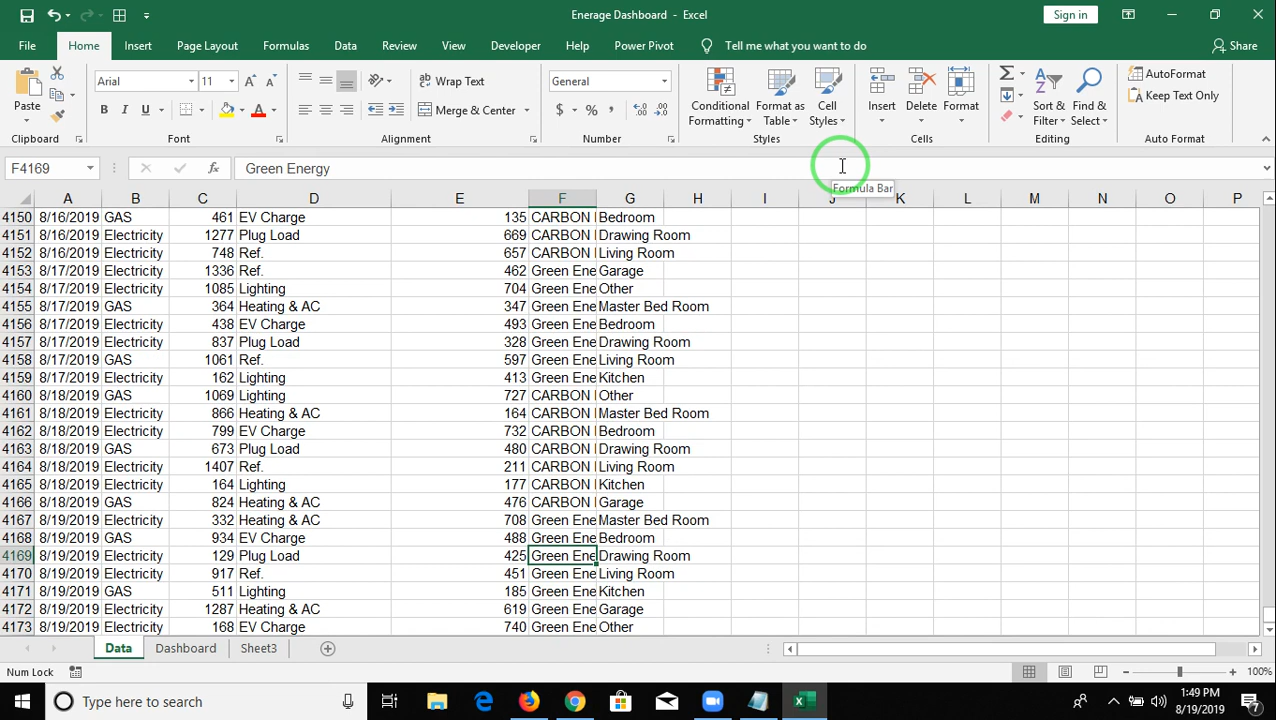 Enerage Dashboard - Excel
Sign in
File Home Insert Page Layout Formulas Data Review View Developer Help Power Pivot Tell me what you want to do Share
Paste
Arial 11
Wrap Text
General
Conditional Formatting
Format as Table
Cell Styles
Insert Delete Format
Sort & Filter
Find & Select
AutoFormat
B I U
Merge & Center
$ % ,
Keep Text Only
Clipboard Font Alignment Number Styles Cells Editing Auto Format
F4169 fx Green Energy
Formula Bar
A B C D E F G H I J K L M N O P
4150 8/16/2019 GAS 461 EV Charge 135 CARBON Bedroom
4151 8/16/2019 Electricity 1277 Plug Load 669 CARBON Drawing Room
4152 8/16/2019 Electricity 748 Ref. 657 CARBON Living Room
4153 8/17/2019 Electricity 1336 Ref. 462 Green Ene Garage
4154 8/17/2019 Electricity 1085 Lighting 704 Green Ene Other
4155 8/17/2019 GAS 364 Heating & AC 347 Green Ene Master Bed Room
4156 8/17/2019 Electricity 438 EV Charge 493 Green Ene Bedroom
4157 8/17/2019 Electricity 837 Plug Load 328 Green Ene Drawing Room
4158 8/17/2019 GAS 1061 Ref. 597 Green Ene Living Room
4159 8/17/2019 Electricity 162 Lighting 413 Green Ene Kitchen
4160 8/18/2019 GAS 1069 Lighting 727 CARBON Other
4161 8/18/2019 Electricity 866 Heating & AC 164 CARBON Master Bed Room
4162 8/18/2019 Electricity 799 EV Charge 732 CARBON Bedroom
4163 8/18/2019 GAS 673 Plug Load 480 CARBON Drawing Room
4164 8/18/2019 Electricity 1407 Ref. 211 CARBON Living Room
4165 8/18/2019 Electricity 164 Lighting 177 CARBON Kitchen
4166 8/18/2019 GAS 824 Heating & AC 476 CARBON Garage
4167 8/19/2019 Electricity 332 Heating & AC 708 Green Ene Master Bed Room
4168 8/19/2019 GAS 934 EV Charge 488 Green Ene Bedroom
4169 8/19/2019 Electricity 129 Plug Load 425 Green Ene Drawing Room
4170 8/19/2019 Electricity 917 Ref. 451 Green Ene Living Room
4171 8/19/2019 GAS 511 Lighting 185 Green Ene Kitchen
4172 8/19/2019 Electricity 1287 Heating & AC 619 Green Ene Garage
4173 8/19/2019 Electricity 168 EV Charge 740 Green Ene Other
Data Dashboard Sheet3
Num Lock 100%
Type here to search
1:49 PM
8/19/2019
7